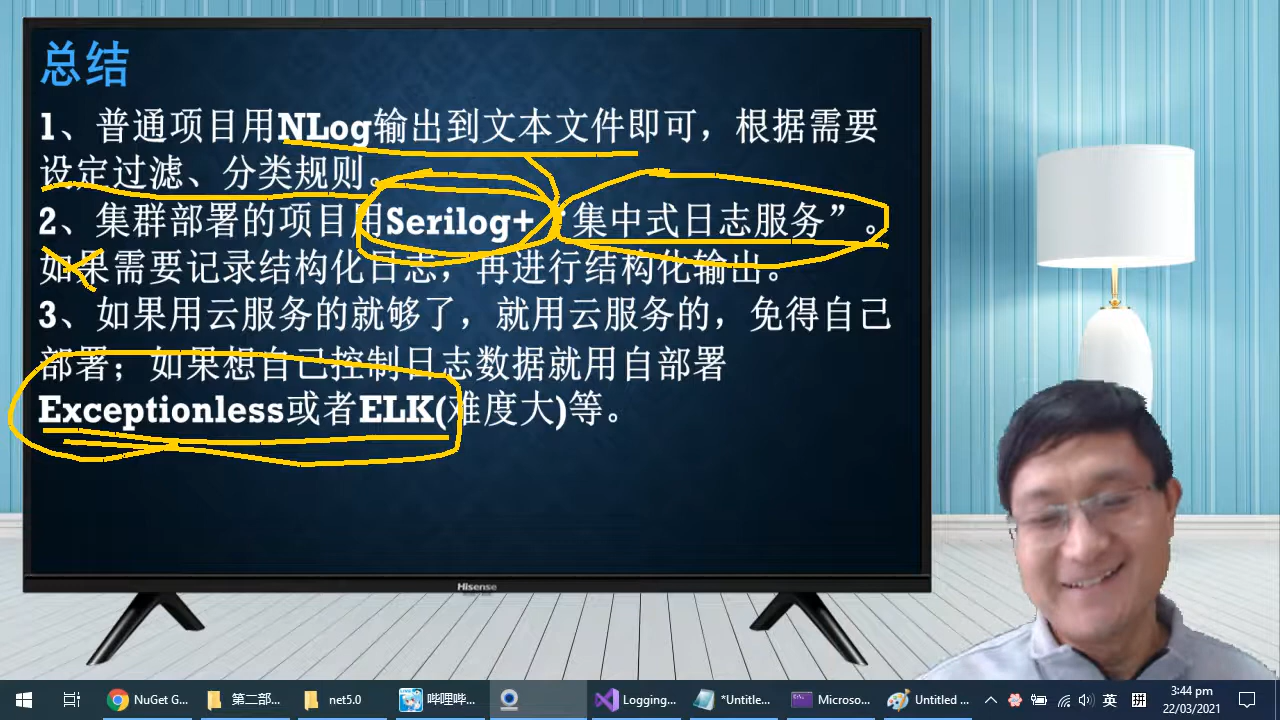 总结
1、普通项目用NLog输出到文本文件即可，根据需要
设定过滤、分类规则。
2、集群部署的项目用Serilog+“集中式日志服务”。
如果需要记录结构化日志，再进行结构化输出。
3、如果用云服务的就够了，就用云服务的，免得自己
部署；如果想自己控制日志数据就用自部署
Exceptionless或者ELK(难度大)等。
Hisense
NuGet G...
第二部...
net5.0
哔哩哔...
Logging...
*Untitle...
Microso...
Untitled ...
英
拼
3:44 pm
22/03/2021